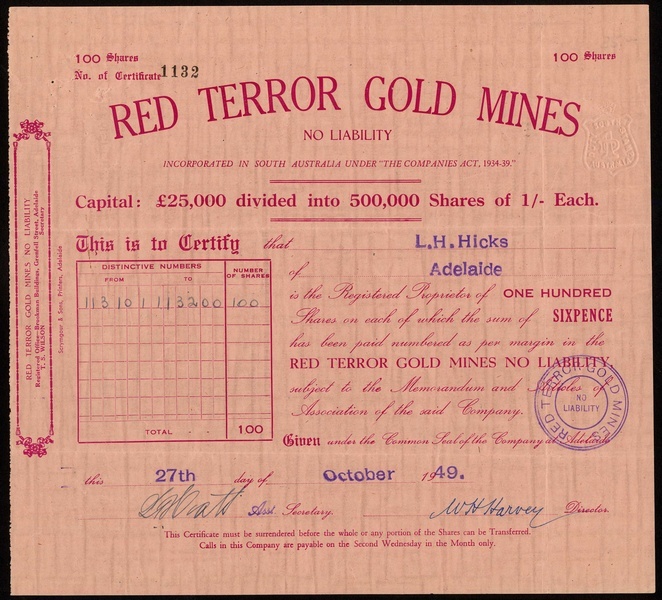 100 Shares
100 Shares
No. of Certificate 1132
RED TERROR GOLD MINES
NO LIABILITY
INCORPORATED IN SOUTH AUSTRALIA UNDER "THE COMPANIES ACT, 1934-39."
Capital: £25,000 divided into 500,000 Shares of 1/- Each.
This is to Certify that L.H.Hicks
of Adelaide
is the Registered Proprietor of ONE HUNDRED
Shares on each of which the sum of SIXPENCE
has been paid numbered as per margin in the
RED TERROR GOLD MINES NO LIABILITY,
subject to the Memorandum and Articles of
Association of the said Company.
Given under the Common Seal of the Company at Adelaide
DISTINCTIVE NUMBERS
NUMBER OF SHARES
FROM TO
113101 113200 100
TOTAL 100
this 27th day of October 1949.
Asst. Secretary.
W H Harvey Director.
This Certificate must be surrendered before the whole or any portion of the Shares can be Transferred.
Calls in this Company are payable on the Second Wednesday in the Month only.
RED TERROR GOLD MINES
NO LIABILITY
RED TERROR GOLD MINES NO LIABILITY
Registered Office—Brookman Buildings, Grenfell Street, Adelaide
T. S. WILSON Secretary
Scrymgour & Sons, Printers, Adelaide